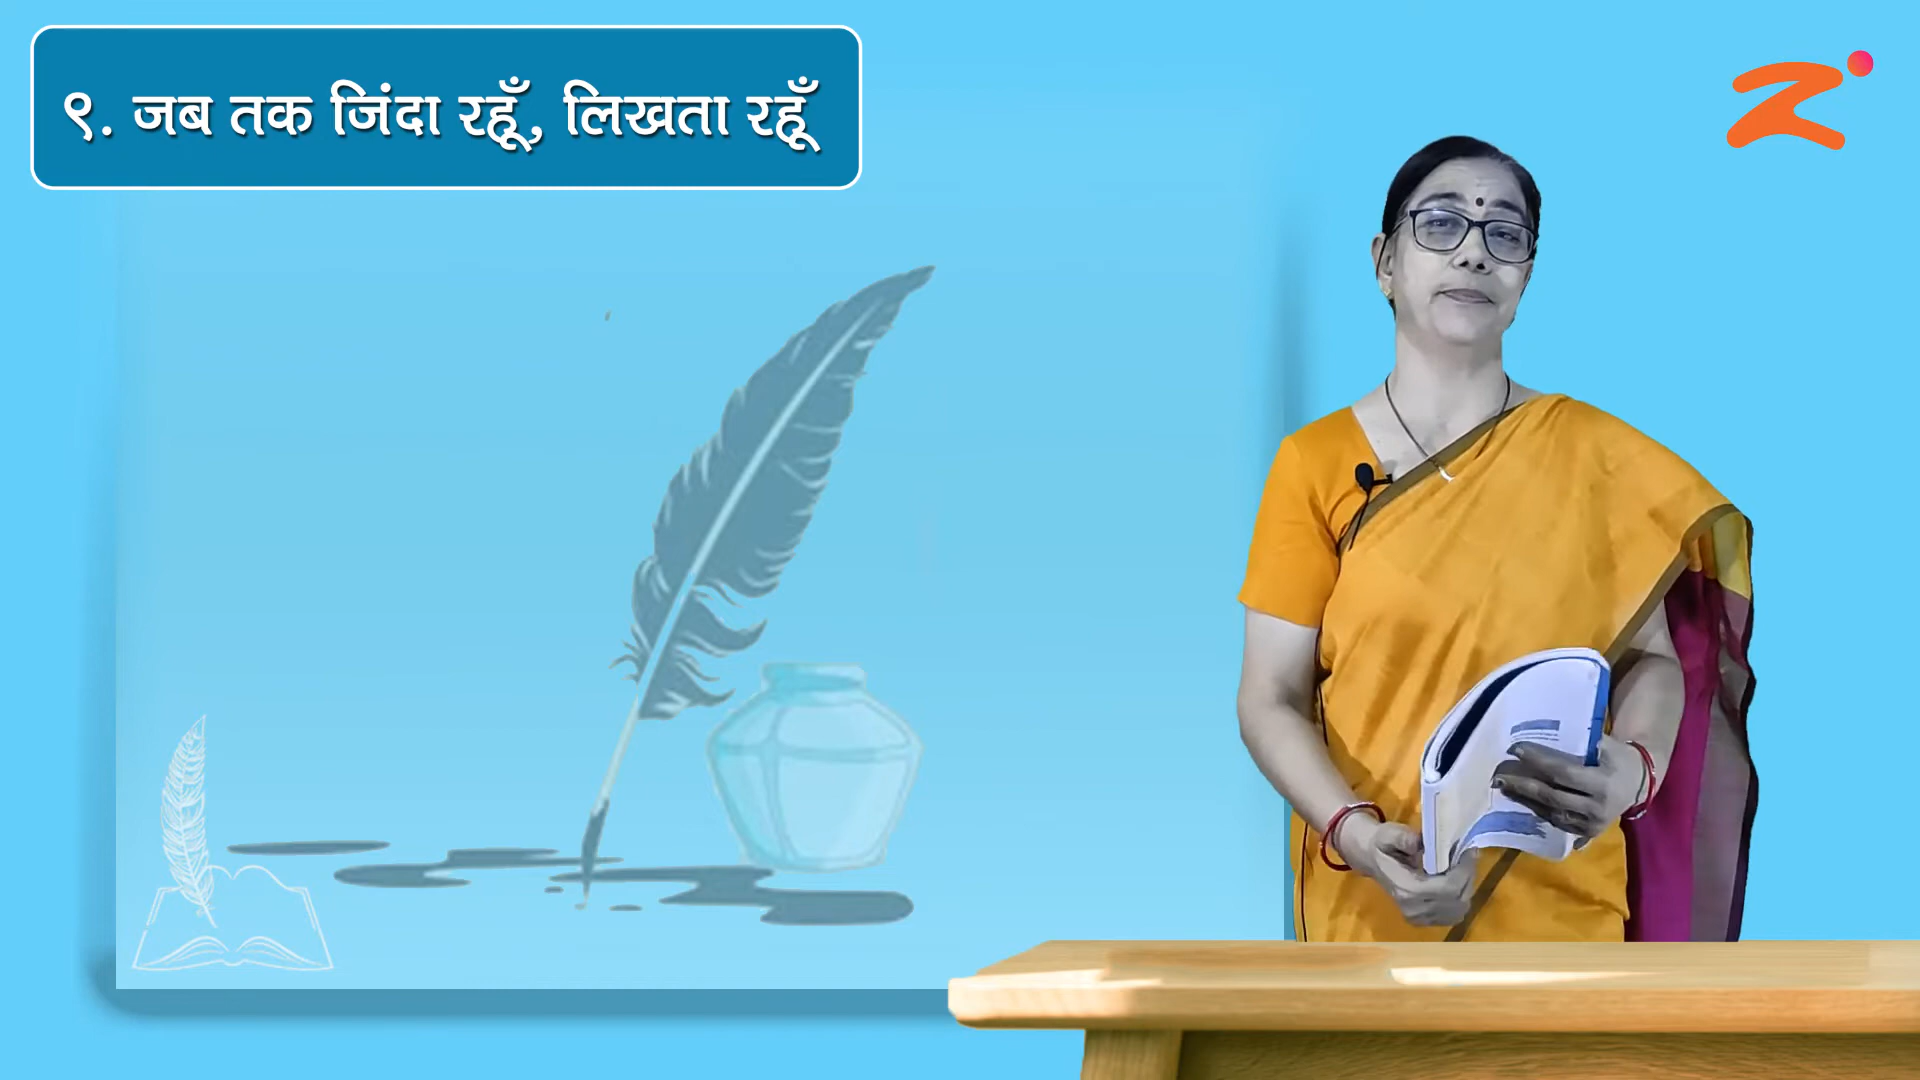 ९. जब तक जिंदा रहूँ, लिखता रहूँ